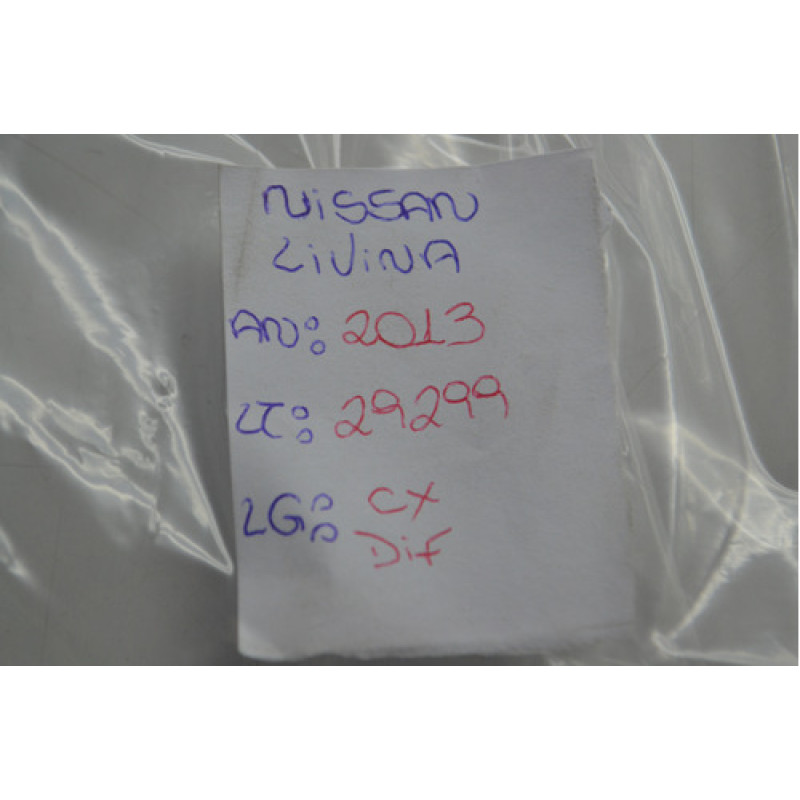 NISSAN
LIVINA
AN: 2013
LT: 29299
LG: CX
Dif